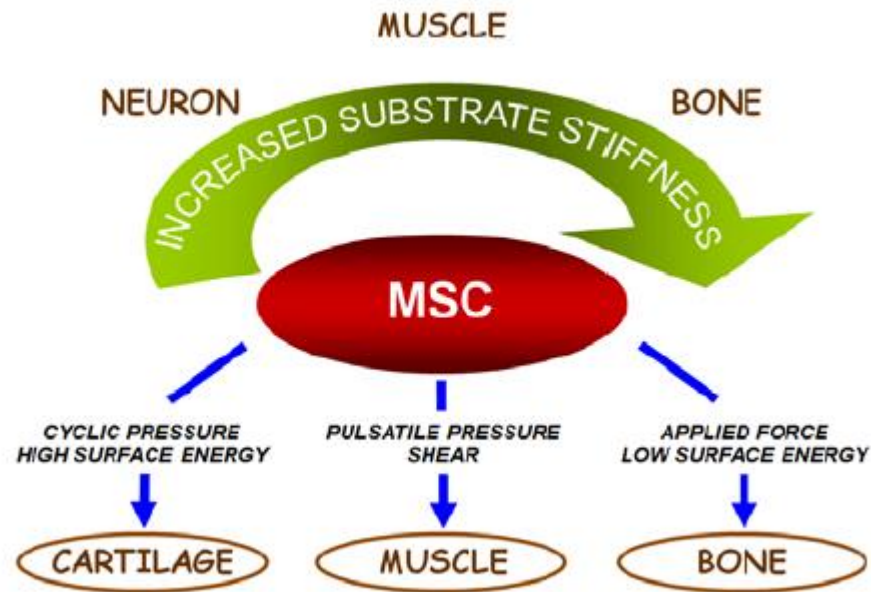 MUSCLE
NEURON
BONE
INCREASED SUBSTRATE STIFFNESS
MSC
CYCLIC PRESSURE
HIGH SURFACE ENERGY
PULSATILE PRESSURE
SHEAR
APPLIED FORCE
LOW SURFACE ENERGY
CARTILAGE
MUSCLE
BONE